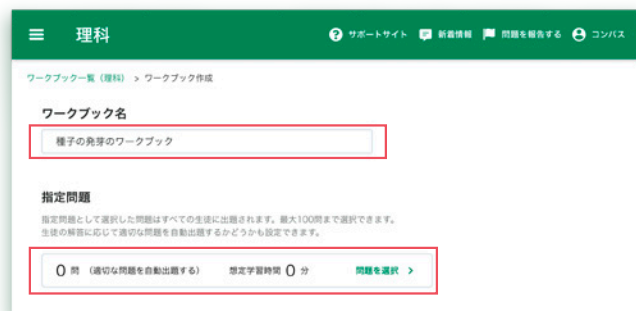 理科
サポートサイト 新着情報 問題を報告する コンパス
ワークブック一覧（理科） > ワークブック作成
ワークブック名
種子の発芽のワークブック
指定問題
指定問題として選択した問題はすべての生徒に出題されます。最大100問まで選択できます。
生徒の解答に応じて適切な問題を自動出題するかどうかも設定できます。
0 問 （適切な問題を自動出題する） 想定学習時間 0 分 問題を選択 >